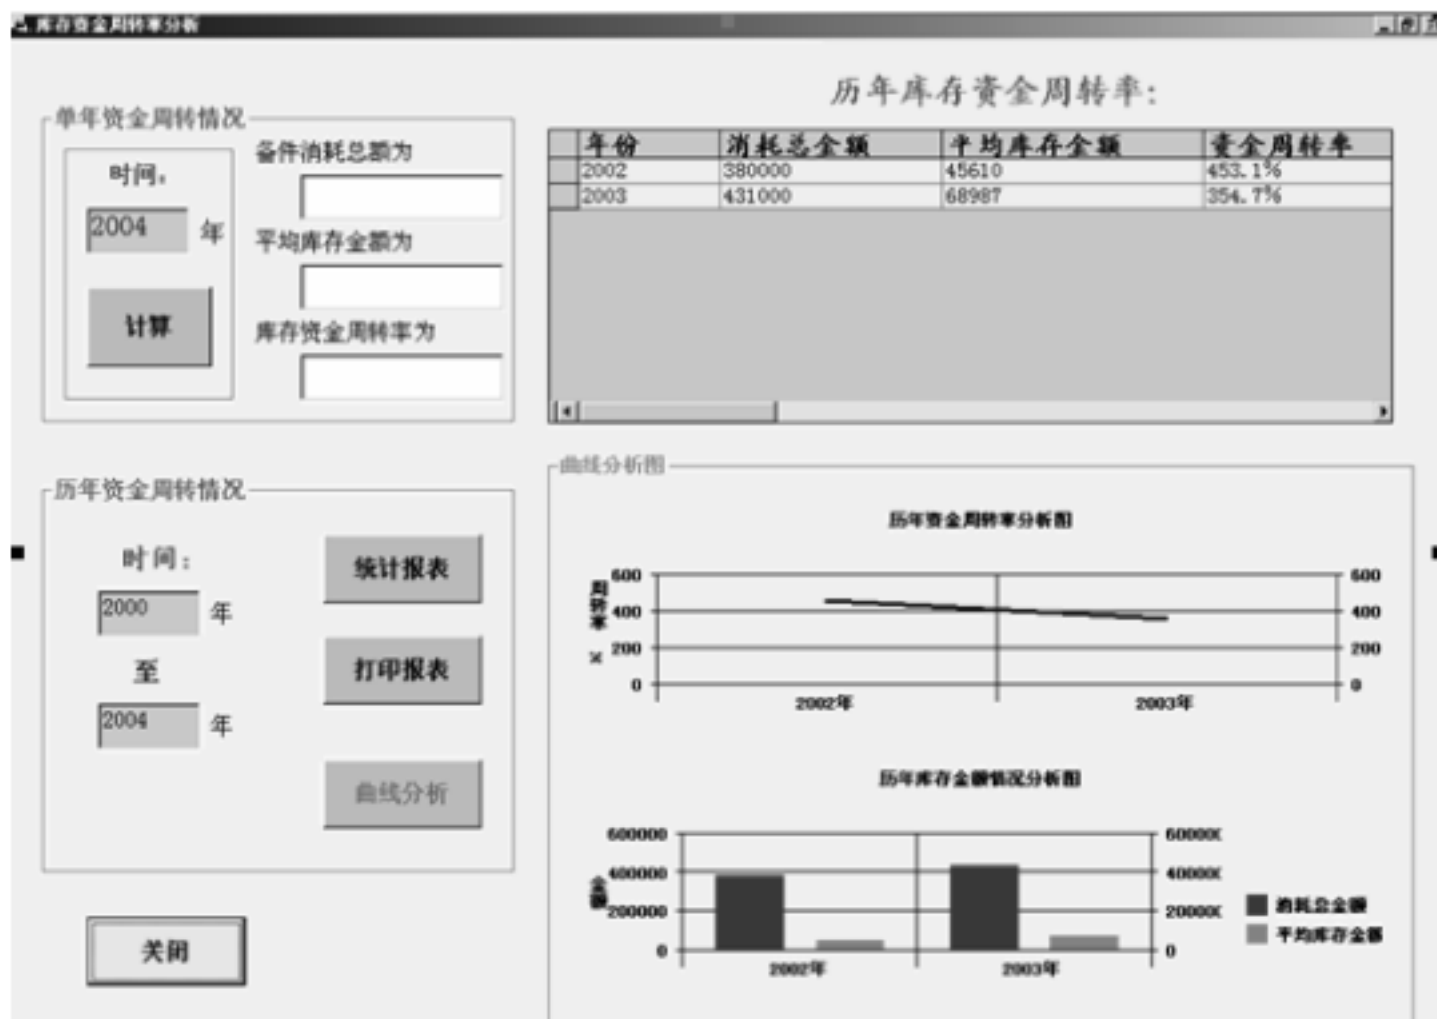 库存资金周转率分析
单年资金周转情况
时间:
2004 年
计算
备件消耗总额为
平均库存金额为
库存资金周转率为
历年库存资金周转率:
年份 消耗总金额 平均库存金额 资金周转率
2002 380000 45610 453.1%
2003 431000 68987 354.7%
历年资金周转情况
时间:
2000 年
至
2004 年
统计报表
打印报表
曲线分析
关闭
曲线分析图
历年资金周转率分析图
周转率 %
600 600
400 400
200 200
0 0
2002年 2003年
历年库存金额情况分析图
金额
600000 60000
400000 40000
200000 20000
0 0
2002年 2003年
消耗总金额
平均库存金额